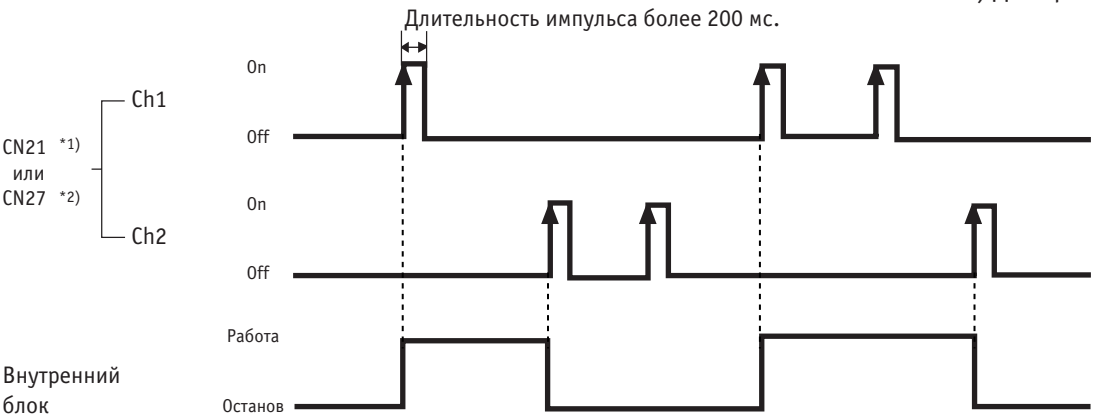 Длительность импульса более 200 мс.
On
Ch1
Off
CN21 *1)
или
CN27 *2)
On
Ch2
Off
Работа
Внутренний
блок
Останов